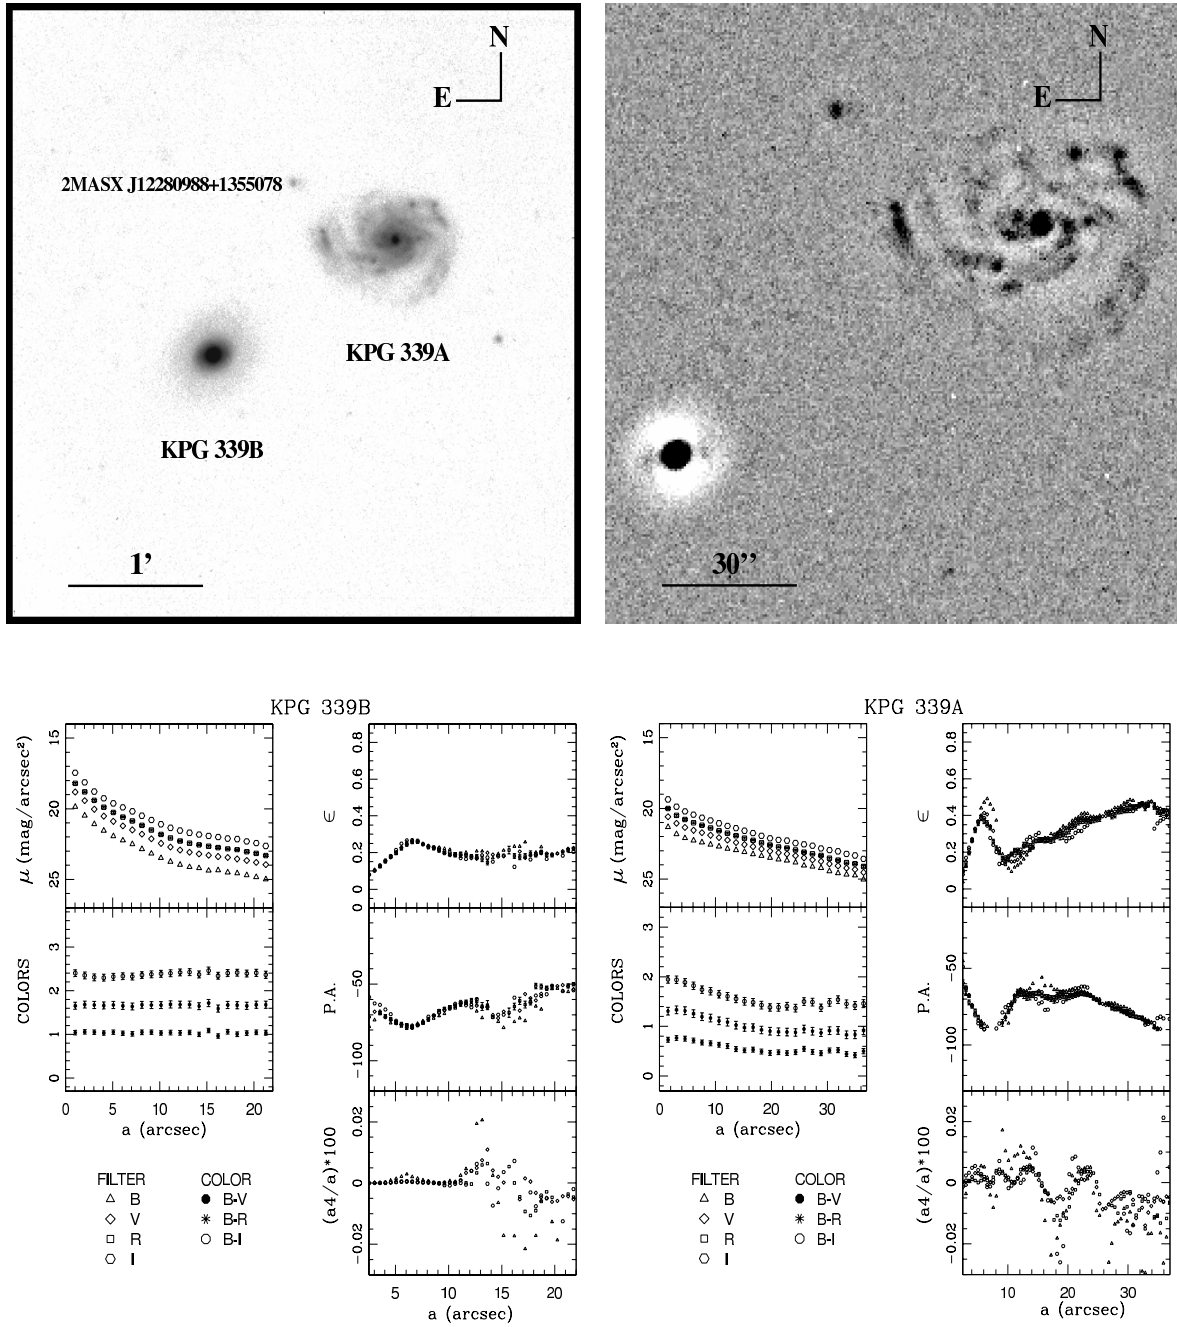 N
E
2MASX J12280988+1355078
KPG 339A
KPG 339B
1’
N
E
30’’
KPG 339B
15
20
25
μ (mag/arcsec²)
3
2
1
0
COLORS
0 5 10 15 20
a (arcsec)
FILTER COLOR
B B-V
V B-R
R B-I
I
0.8
0.6
0.4
0.2
0
ϵ
−50
−100
P.A.
0.02
0
−0.02
(a4/a)*100
5 10 15 20
a (arcsec)
KPG 339A
15
20
25
μ (mag/arcsec²)
3
2
1
0
COLORS
0 10 20 30
a (arcsec)
FILTER COLOR
B B-V
V B-R
R B-I
I
0.8
0.6
0.4
0.2
0
ϵ
−50
−100
P.A.
0.02
0
−0.02
(a4/a)*100
10 20 30
a (arcsec)